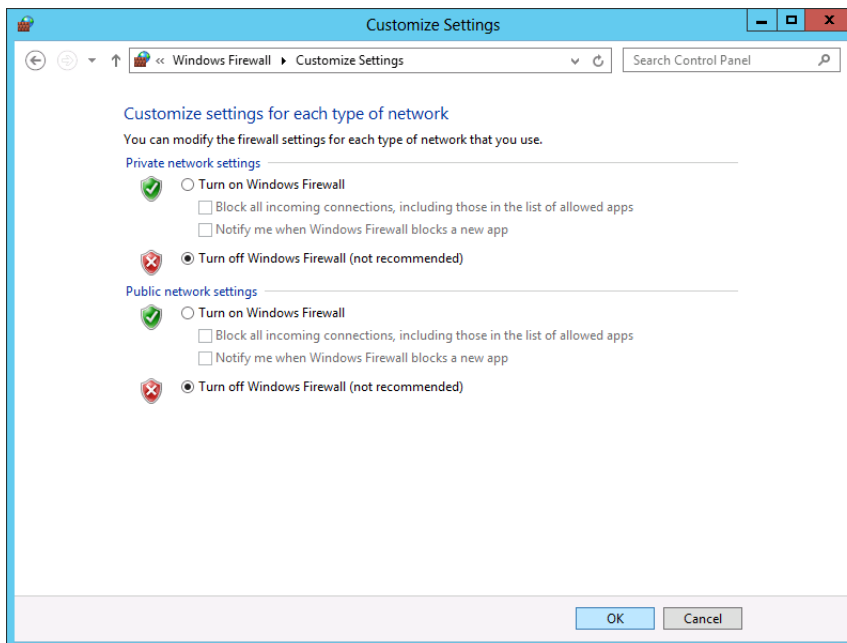 Customize Settings
« Windows Firewall ▸ Customize Settings
Search Control Panel
Customize settings for each type of network
You can modify the firewall settings for each type of network that you use.
Private network settings
Turn on Windows Firewall
Block all incoming connections, including those in the list of allowed apps
Notify me when Windows Firewall blocks a new app
Turn off Windows Firewall (not recommended)
Public network settings
Turn on Windows Firewall
Block all incoming connections, including those in the list of allowed apps
Notify me when Windows Firewall blocks a new app
Turn off Windows Firewall (not recommended)
OK
Cancel